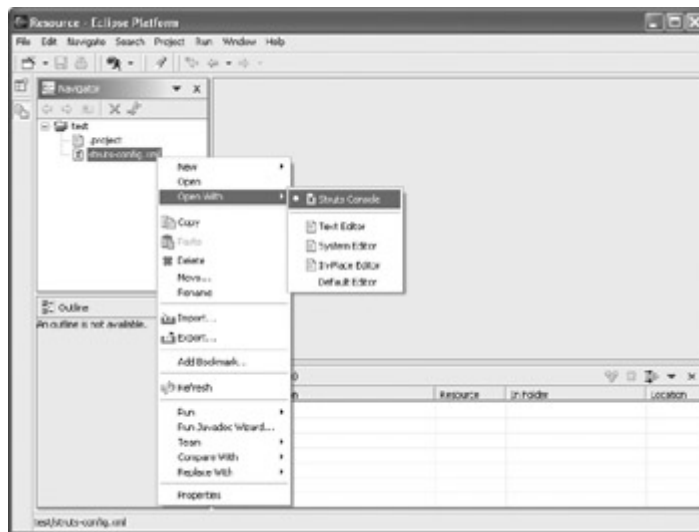 Resource - Eclipse Platform
File Edit Navigate Search Project Run Window Help
Navigator
test
.project
struts-config.xml
New
Open
Open With
Struts Console
Text Editor
System Editor
In-Place Editor
Default Editor
Copy
Paste
Delete
Move...
Rename
Import...
Export...
Add Bookmark...
Refresh
Run
Run Javadoc Wizard...
Team
Compare With
Replace With
Properties
Outline
An outline is not available.
Resource In Folder Location
test/struts-config.xml